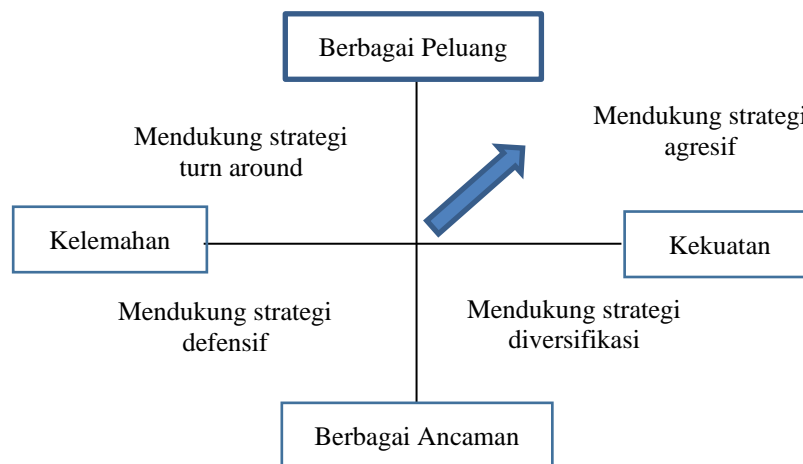 Berbagai Peluang
Mendukung strategi
turn around
Mendukung strategi
agresif
Kelemahan
Kekuatan
Mendukung strategi
defensif
Mendukung strategi
diversifikasi
Berbagai Ancaman